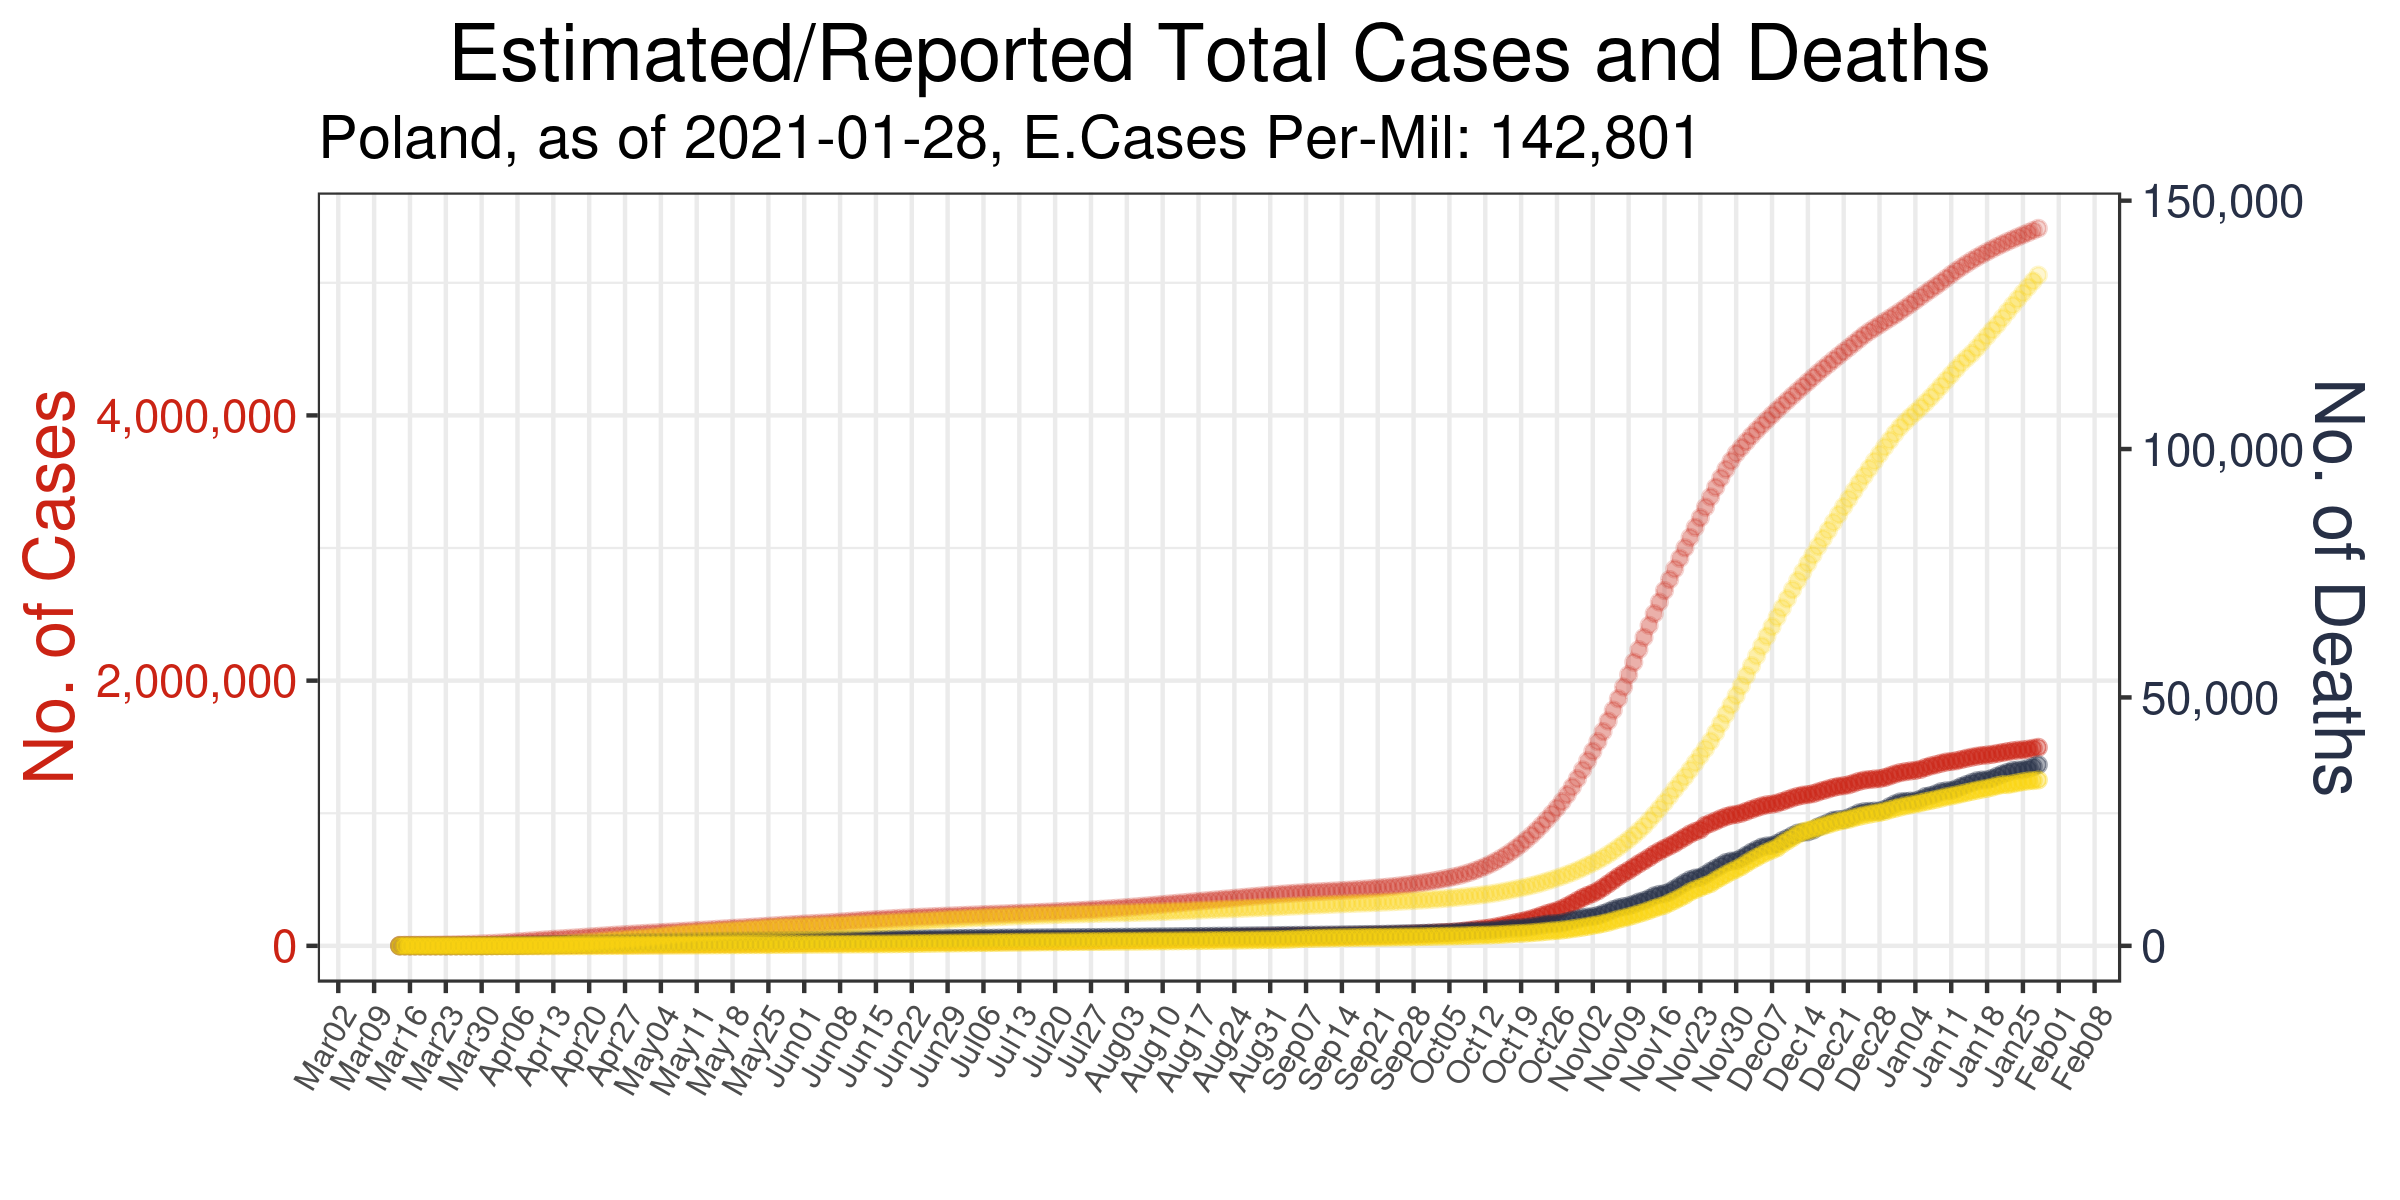 Estimated/Reported Total Cases and Deaths
Poland, as of 2021-01-28, E.Cases Per-Mil: 142,801
No. of Cases
4,000,000
2,000,000
0
150,000
100,000
50,000
0
No. of Deaths
Mar02
Mar09
Mar16
Mar23
Mar30
Apr06
Apr13
Apr20
Apr27
May04
May11
May18
May25
Jun01
Jun08
Jun15
Jun22
Jun29
Jul06
Jul13
Jul20
Jul27
Aug03
Aug10
Aug17
Aug24
Aug31
Sep07
Sep14
Sep21
Sep28
Oct05
Oct12
Oct19
Oct26
Nov02
Nov09
Nov16
Nov23
Nov30
Dec07
Dec14
Dec21
Dec28
Jan04
Jan11
Jan18
Jan25
Feb01
Feb08